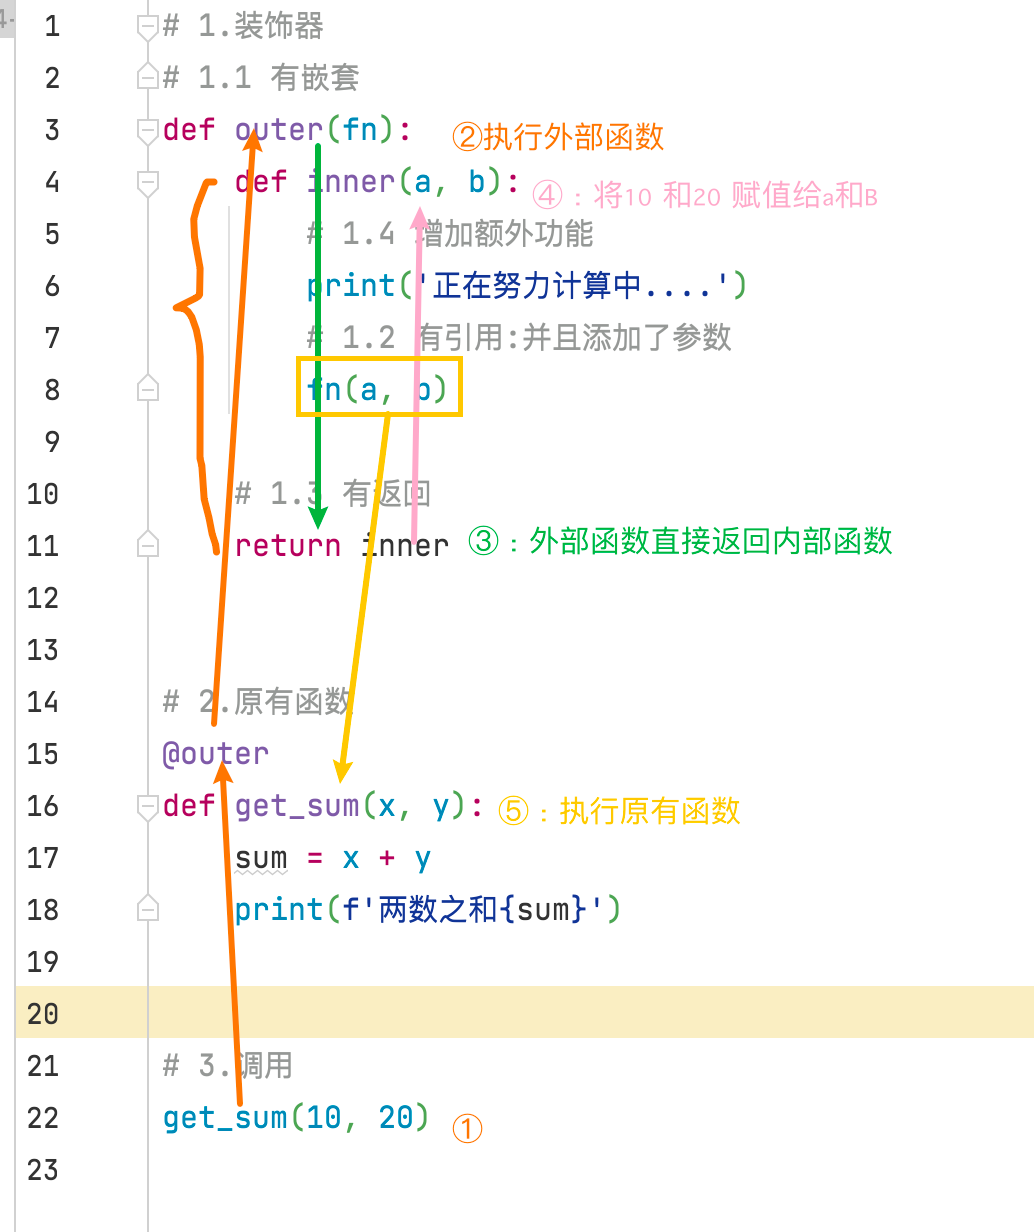 1 # 1.装饰器
2 # 1.1 有嵌套
3 def outer(fn): ②执行外部函数
4 def inner(a, b): ④：将10 和20 赋值给a和B
5 # 1.4 增加额外功能
6 print('正在努力计算中....')
7 # 1.2 有引用:并且添加了参数
8 fn(a, b)
9
10 # 1.3 有返回
11 return inner ③：外部函数直接返回内部函数
12
13
14 # 2.原有函数
15 @outer
16 def get_sum(x, y): ⑤：执行原有函数
17 sum = x + y
18 print(f'两数之和{sum}')
19
20
21 # 3.调用
22 get_sum(10, 20) ①
23